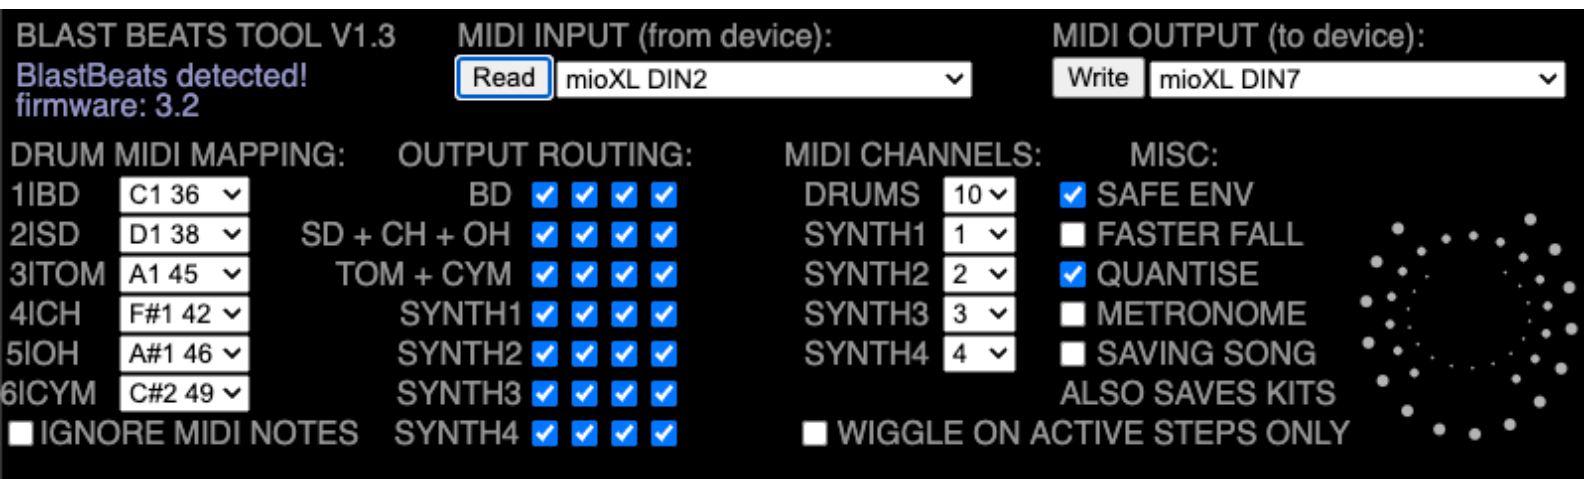 BLAST BEATS TOOL V1.3 MIDI INPUT (from device): MIDI OUTPUT (to device):
BlastBeats detected! Read mioXL DIN2 Write mioXL DIN7
firmware: 3.2
DRUM MIDI MAPPING: OUTPUT ROUTING: MIDI CHANNELS: MISC:
1IBD C1 36 BD DRUMS 10 SAFE ENV
2ISD D1 38 SD + CH + OH SYNTH1 1 FASTER FALL
3ITOM A1 45 TOM + CYM SYNTH2 2 QUANTISE
4ICH F#1 42 SYNTH1 SYNTH3 3 METRONOME
5IOH A#1 46 SYNTH2 SYNTH4 4 SAVING SONG
6ICYM C#2 49 SYNTH3 ALSO SAVES KITS
IGNORE MIDI NOTES SYNTH4 WIGGLE ON ACTIVE STEPS ONLY